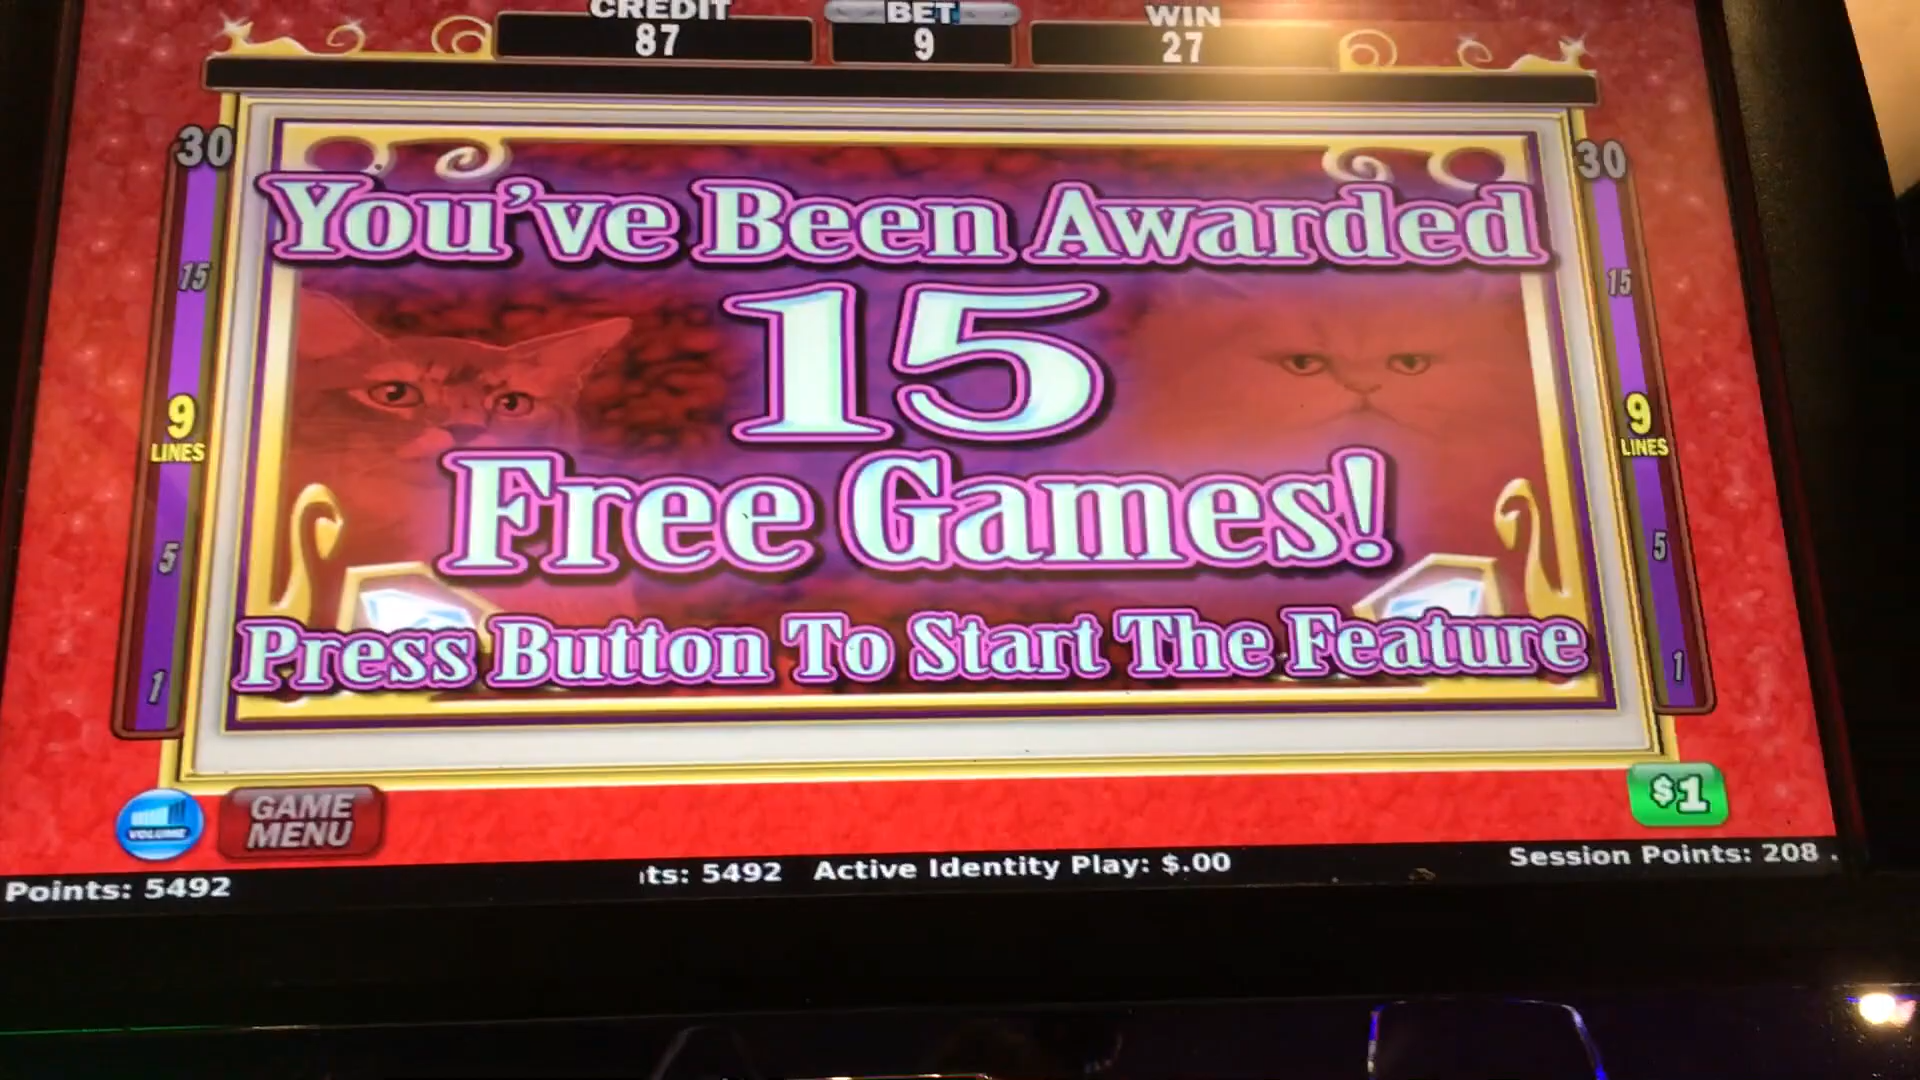 CREDIT BET WIN
87 9 27
30 30
You've Been Awarded
15 15
15
9 9
LINES LINES
Free Games!
5 5
Press Button To Start The Feature
1 1
VOLUME
GAME
MENU
$1
Points: 5492 ts: 5492 Active Identity Play: $.00 Session Points: 208